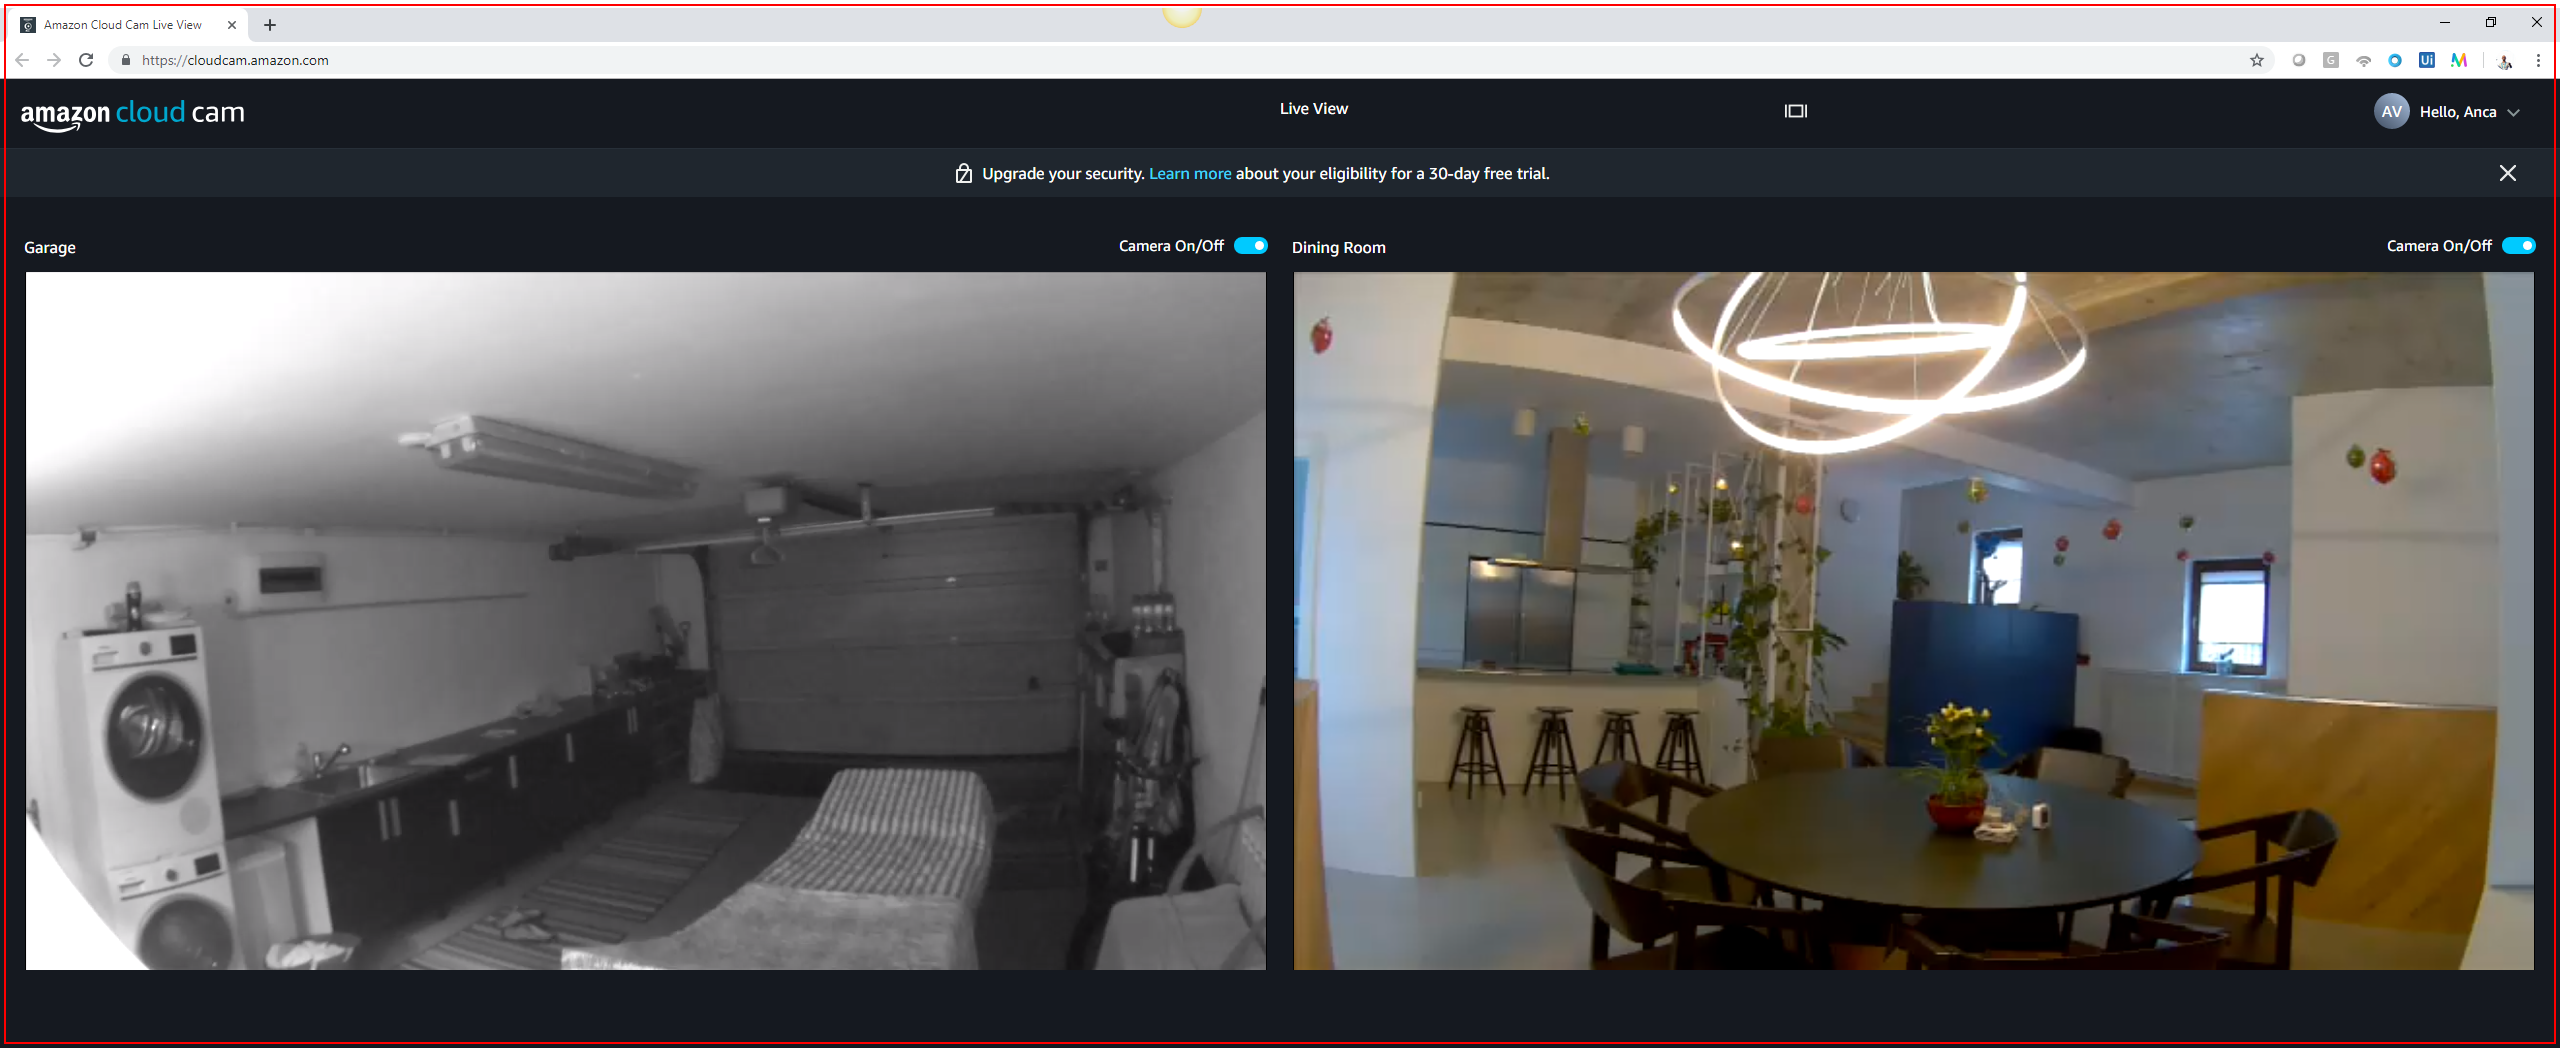 Amazon Cloud Cam Live View
https://cloudcam.amazon.com
G
Ui
M
amazon cloud cam
Live View
AV Hello, Anca
Upgrade your security. Learn more about your eligibility for a 30-day free trial.
Garage
Camera On/Off
Dining Room
Camera On/Off